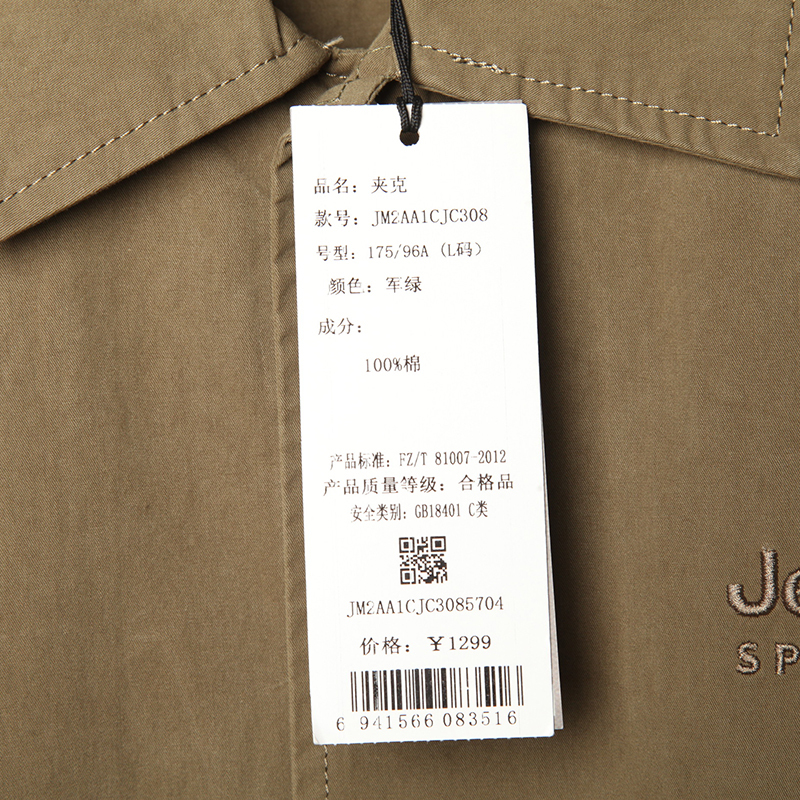 品名：夹克
款号：JM2AA1CJC308
号型：175/96A（L码）
颜色：军绿
成分：
100%棉
产品标准：FZ/T 81007-2012
产品质量等级：合格品
安全类别：GB18401 C类
JM2AA1CJC3085704
价格：￥1299
6 941566 083516
Je
SP